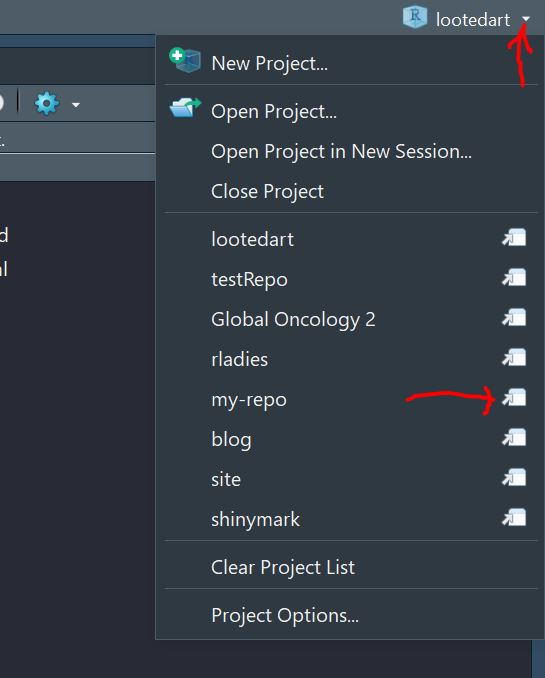 lootedart
New Project...
Open Project...
Open Project in New Session...
Close Project
lootedart
testRepo
Global Oncology 2
rladies
my-repo
blog
site
shinymark
Clear Project List
Project Options...